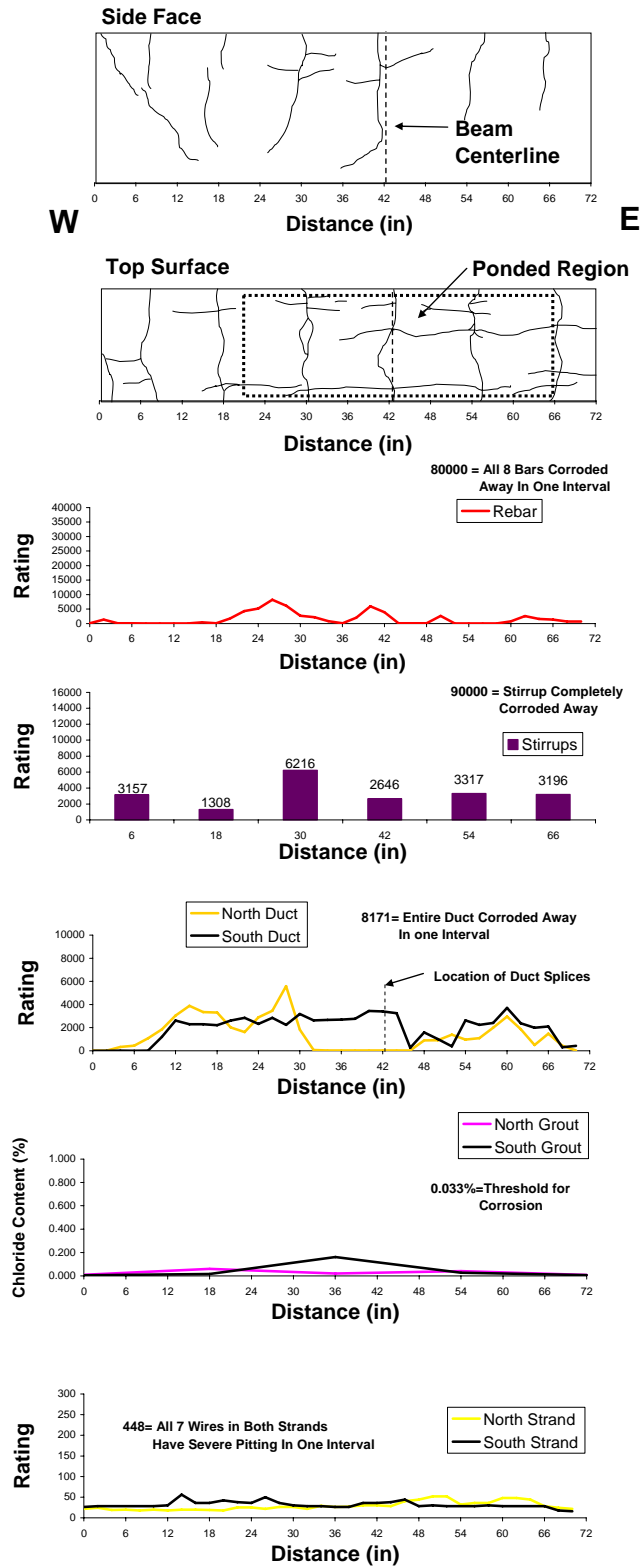 Side Face
Beam
Centerline
0 6 12 18 24 30 36 42 48 54 60 66 72
W
Distance (in)
E
Top Surface
Ponded Region
0 6 12 18 24 30 36 42 48 54 60 66 72
Distance (in)
80000 = All 8 Bars Corroded
Away In One Interval
Rebar
Rating
40000
35000
30000
25000
20000
15000
10000
5000
0
0 6 12 18 24 30 36 42 48 54 60 66 72
Distance (in)
90000 = Stirrup Completely
Corroded Away
Stirrups
Rating
16000
14000
12000
10000
8000
6000
4000
2000
0
3157 1308 6216 2646 3317 3196
6 18 30 42 54 66
Distance (in)
North Duct
South Duct
8171= Entire Duct Corroded Away
In one Interval
Location of Duct Splices
Rating
10000
8000
6000
4000
2000
0
0 6 12 18 24 30 36 42 48 54 60 66 72
Distance (in)
North Grout
South Grout
0.033%=Threshold for
Corrosion
Chloride Content (%)
1.000
0.800
0.600
0.400
0.200
0.000
0 6 12 18 24 30 36 42 48 54 60 66 72
Distance (in)
448= All 7 Wires in Both Strands
Have Severe Pitting In One Interval
North Strand
South Strand
Rating
300
250
200
150
100
50
0
0 6 12 18 24 30 36 42 48 54 60 66 72
Distance (in)